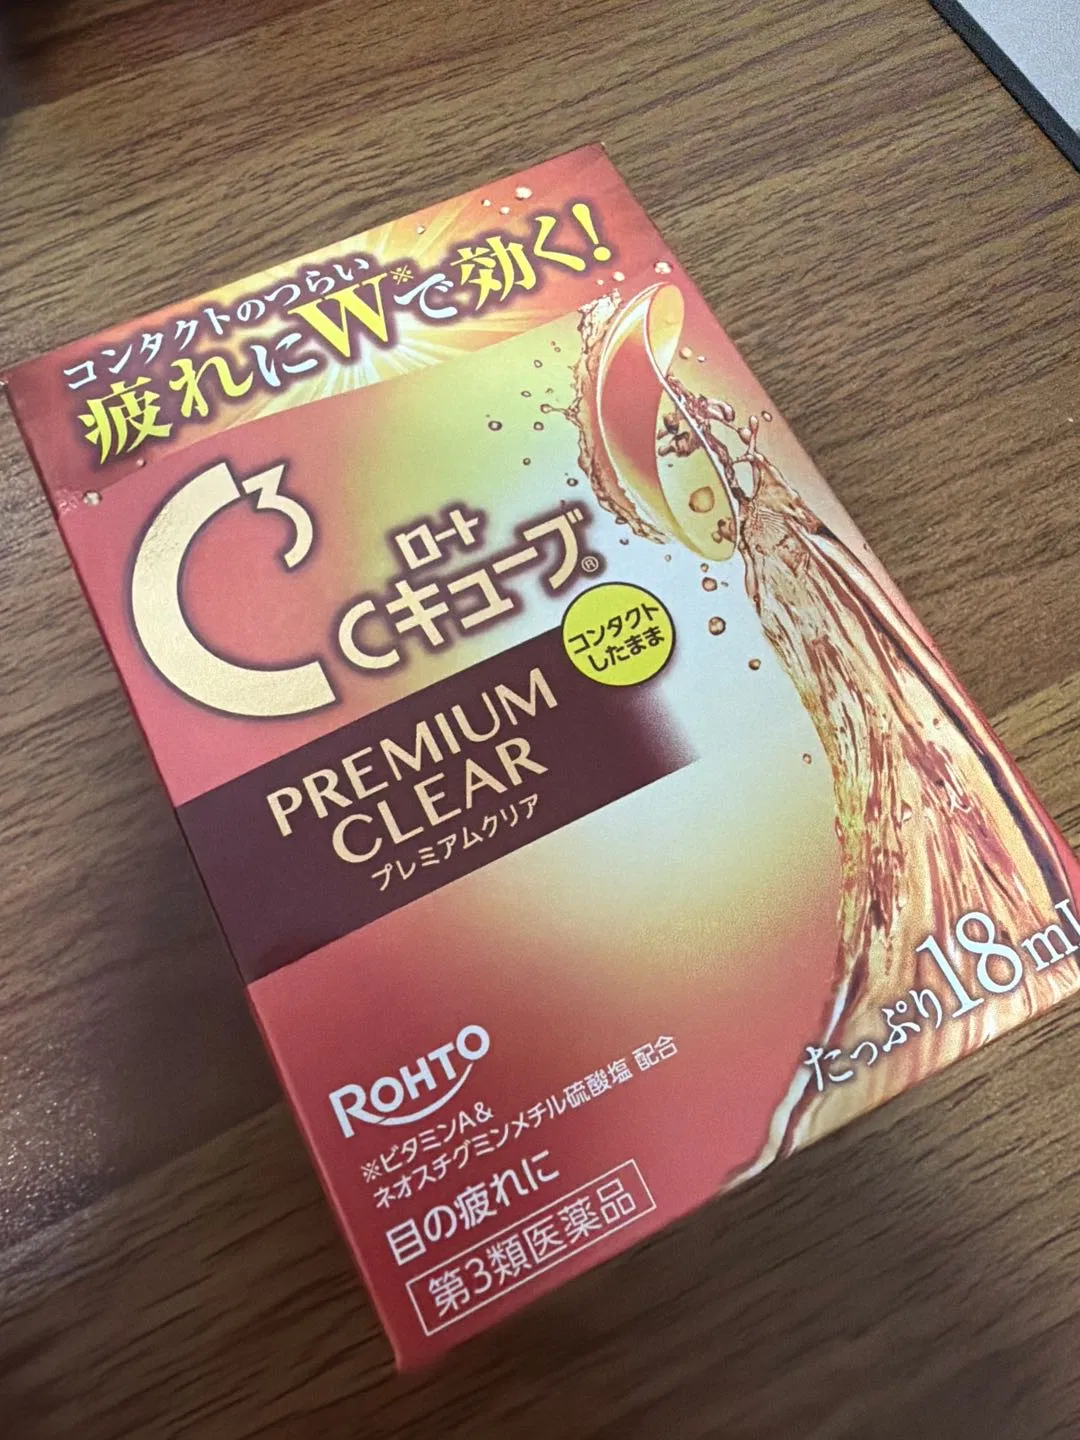 コンタクトのつらい
疲れにW※で効く!
C3
ロート
Cキューブ®
コンタクト
したまま
PREMIUM
CLEAR
プレミアムクリア
たっぷり18mL
ROHTO
※ビタミンA&
ネオスチグミンメチル硫酸塩 配合
目の疲れに
第3類医薬品